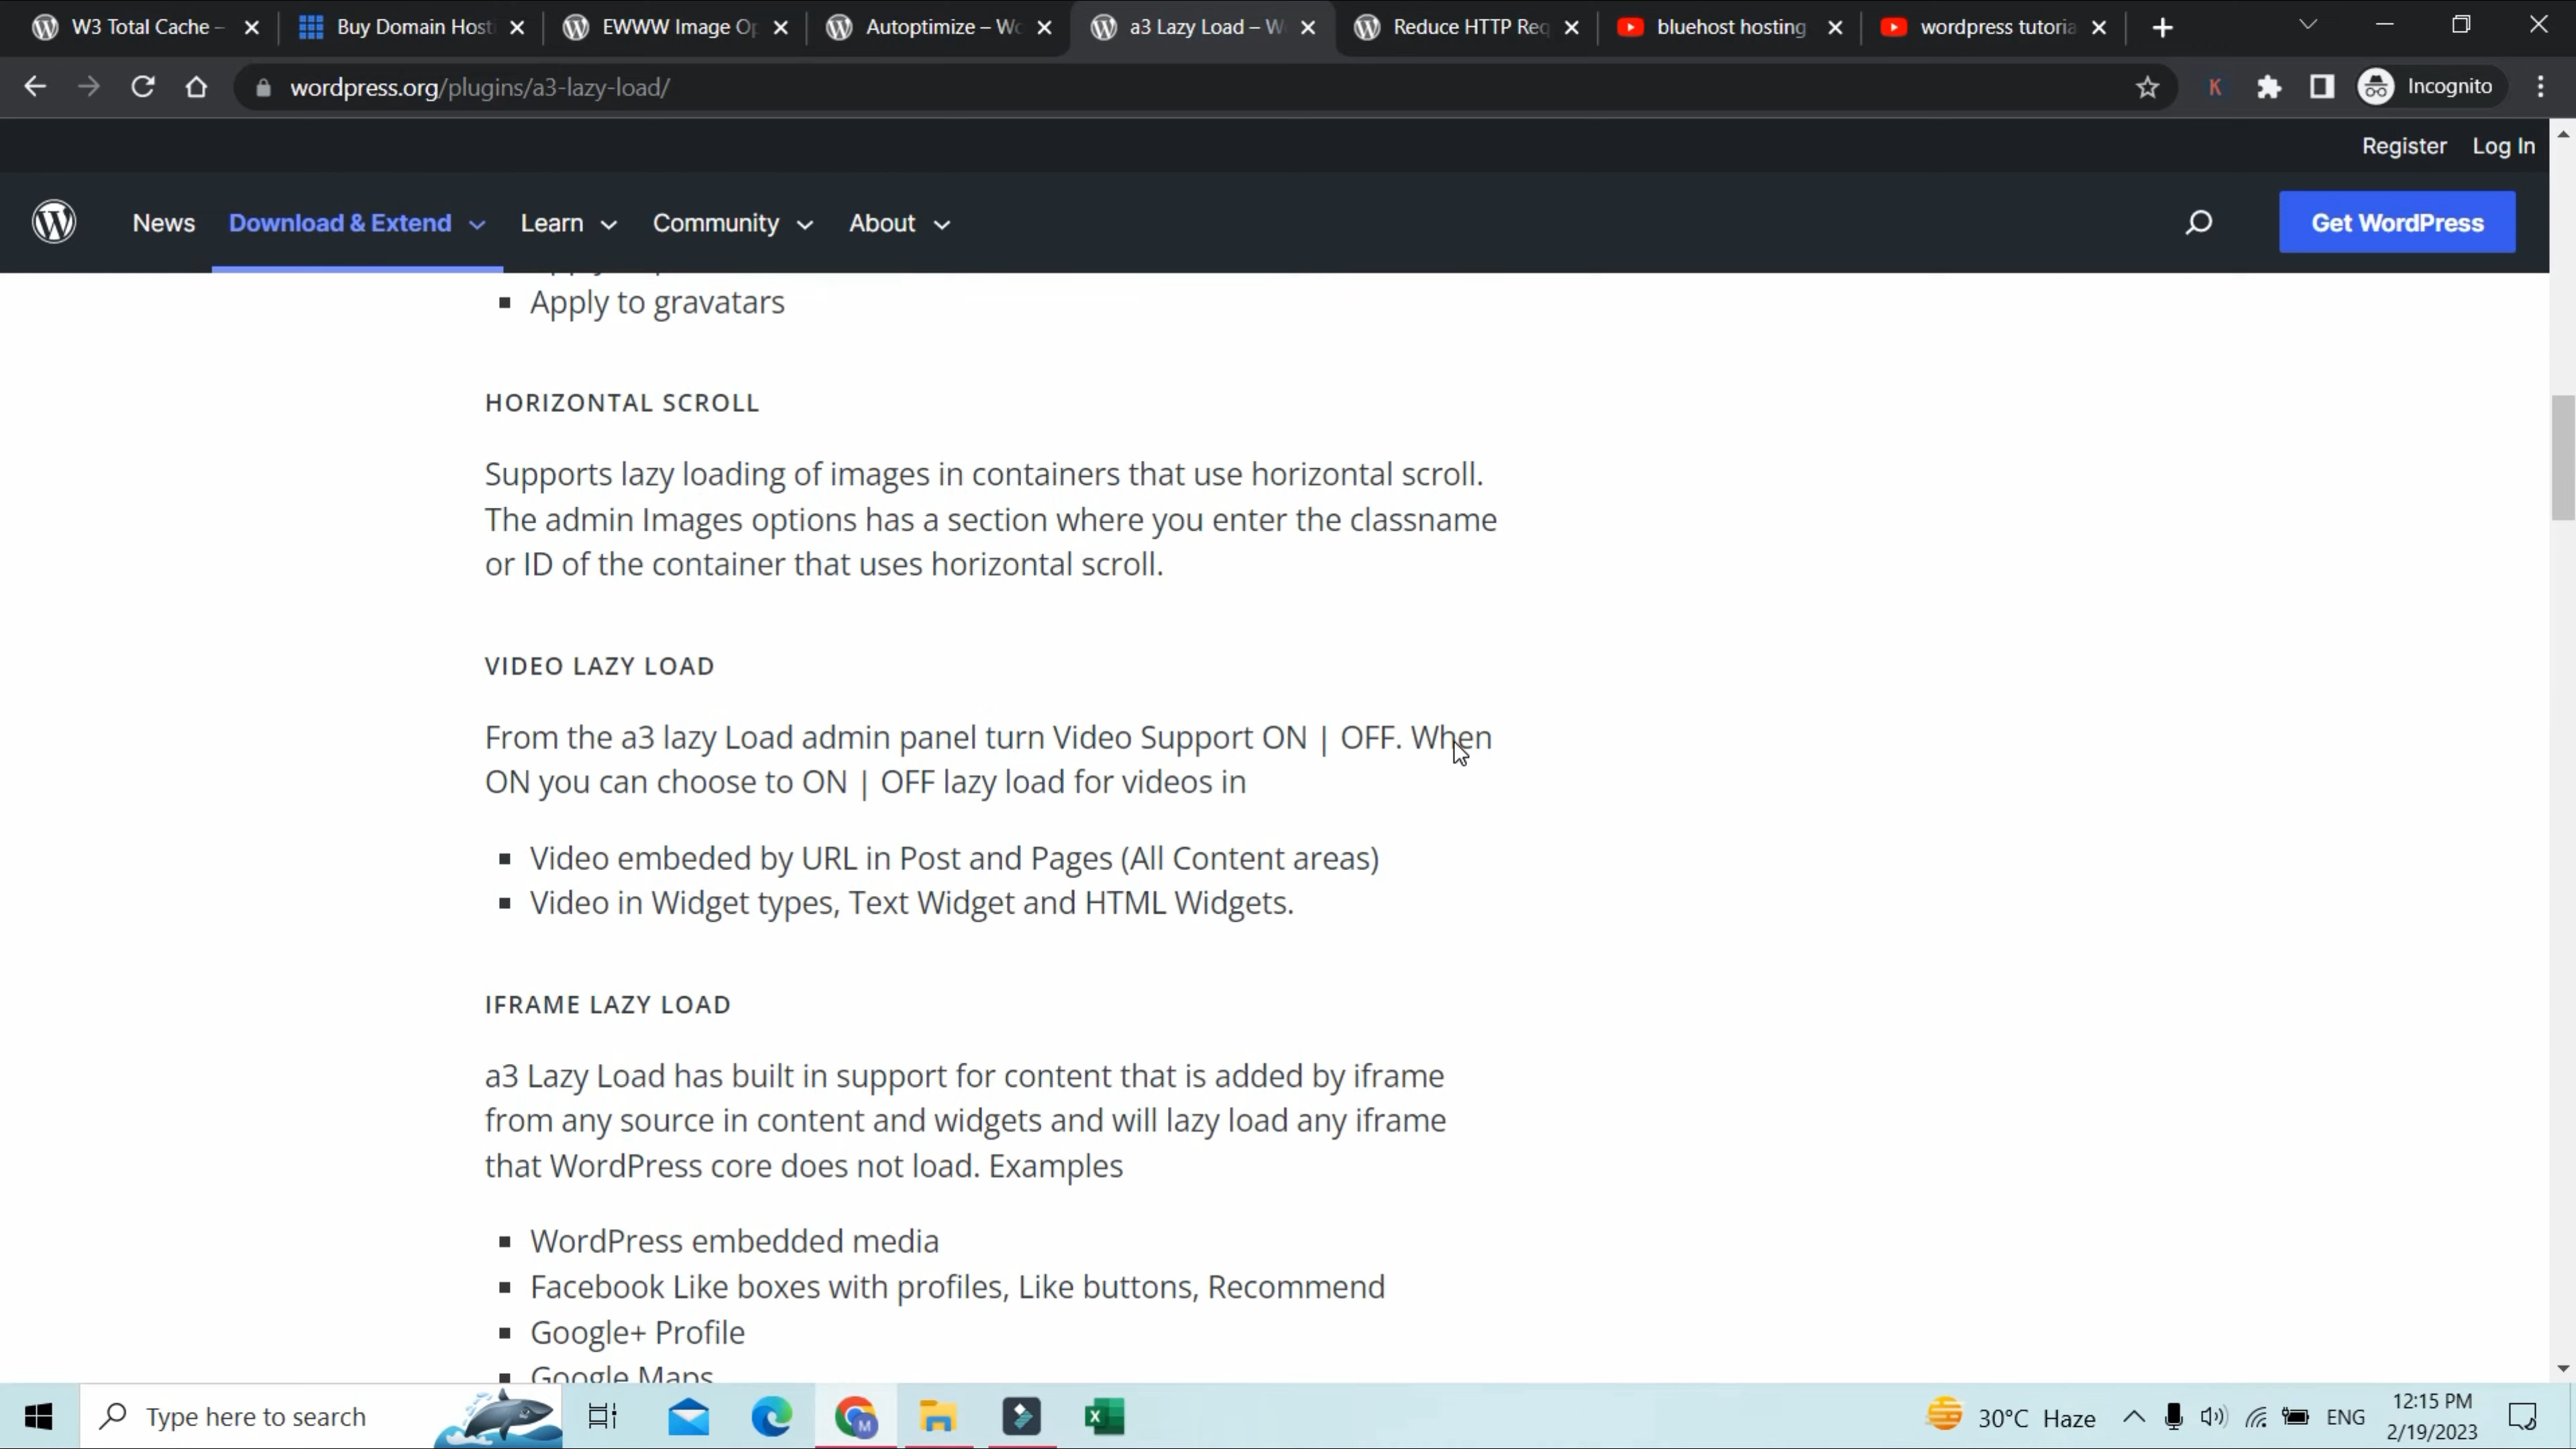 W3 Total Cache –
Buy Domain Host
EWWW Image Op
Autoptimize – Wo
a3 Lazy Load – W
Reduce HTTP Req
bluehost hosting
wordpress tutoria
wordpress.org/plugins/a3-lazy-load/
K
Incognito
Register Log In
News Download & Extend Learn Community About
Get WordPress
Apply to gravatars
HORIZONTAL SCROLL
Supports lazy loading of images in containers that use horizontal scroll.
The admin Images options has a section where you enter the classname
or ID of the container that uses horizontal scroll.
VIDEO LAZY LOAD
From the a3 lazy Load admin panel turn Video Support ON | OFF. When
ON you can choose to ON | OFF lazy load for videos in
Video embeded by URL in Post and Pages (All Content areas)
Video in Widget types, Text Widget and HTML Widgets.
IFRAME LAZY LOAD
a3 Lazy Load has built in support for content that is added by iframe
from any source in content and widgets and will lazy load any iframe
that WordPress core does not load. Examples
WordPress embedded media
Facebook Like boxes with profiles, Like buttons, Recommend
Google+ Profile
Google Maps
Type here to search
M
30°C Haze
ENG
12:15 PM
2/19/2023